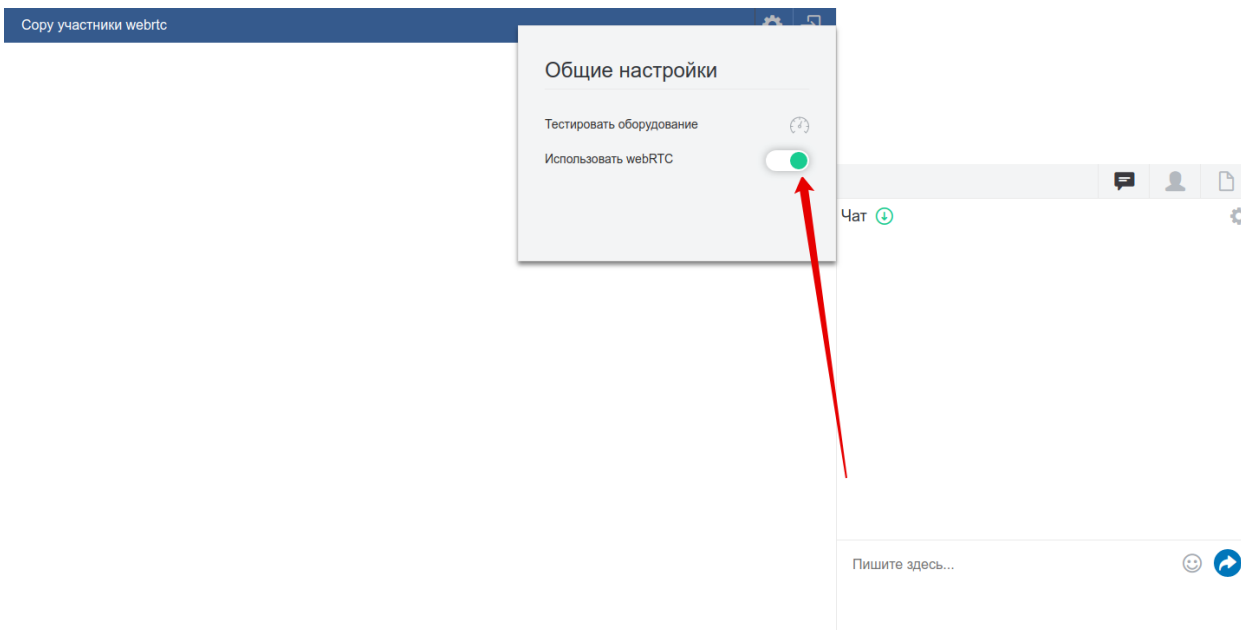 Copy участники webrtc
Общие настройки
Тестировать оборудование
Использовать webRTC
Чат
Пишите здесь...